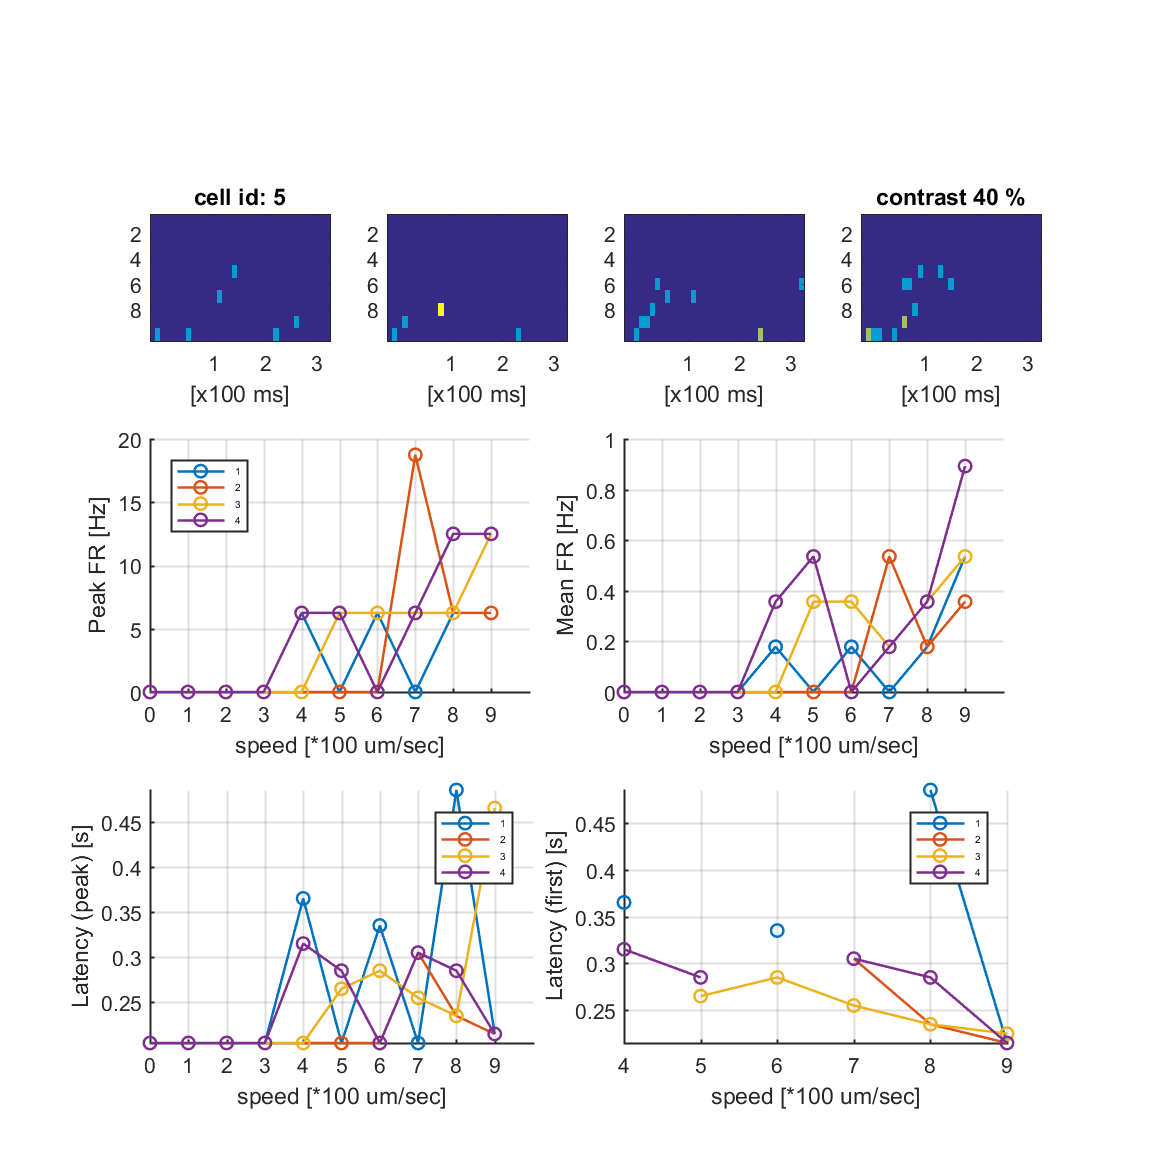 cell id: 5
contrast 40 %
2
4
6
8
1 2 3
[x100 ms]
2
4
6
8
1 2 3
[x100 ms]
2
4
6
8
1 2 3
[x100 ms]
2
4
6
8
1 2 3
[x100 ms]
Peak FR [Hz]
20
15
10
5
0
1
2
3
4
0 1 2 3 4 5 6 7 8 9
speed [*100 um/sec]
Mean FR [Hz]
1
0.8
0.6
0.4
0.2
0
0 1 2 3 4 5 6 7 8 9
speed [*100 um/sec]
Latency (peak) [s]
0.45
0.4
0.35
0.3
0.25
1
2
3
4
0 1 2 3 4 5 6 7 8 9
speed [*100 um/sec]
Latency (first) [s]
0.45
0.4
0.35
0.3
0.25
1
2
3
4
4 5 6 7 8 9
speed [*100 um/sec]